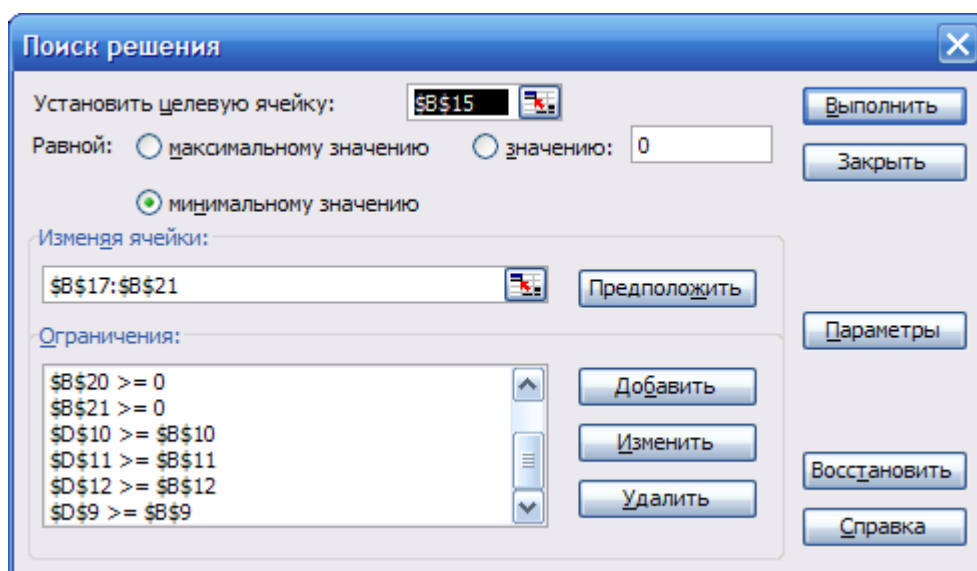 Поиск решения
Установить целевую ячейку: $B$15
Выполнить
Равной: максимальному значению значению: 0
Закрыть
минимальному значению
Изменяя ячейки:
$B$17:$B$21
Предположить
Параметры
Ограничения:
$B$20 >= 0
$B$21 >= 0
$D$10 >= $B$10
$D$11 >= $B$11
$D$12 >= $B$12
$D$9 >= $B$9
Добавить
Изменить
Удалить
Восстановить
Справка